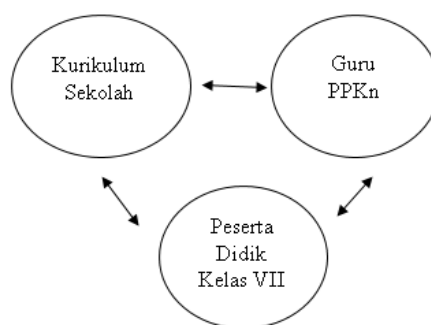 Kurikulum
Sekolah
Guru
PPKn
Peserta
Didik
Kelas VII